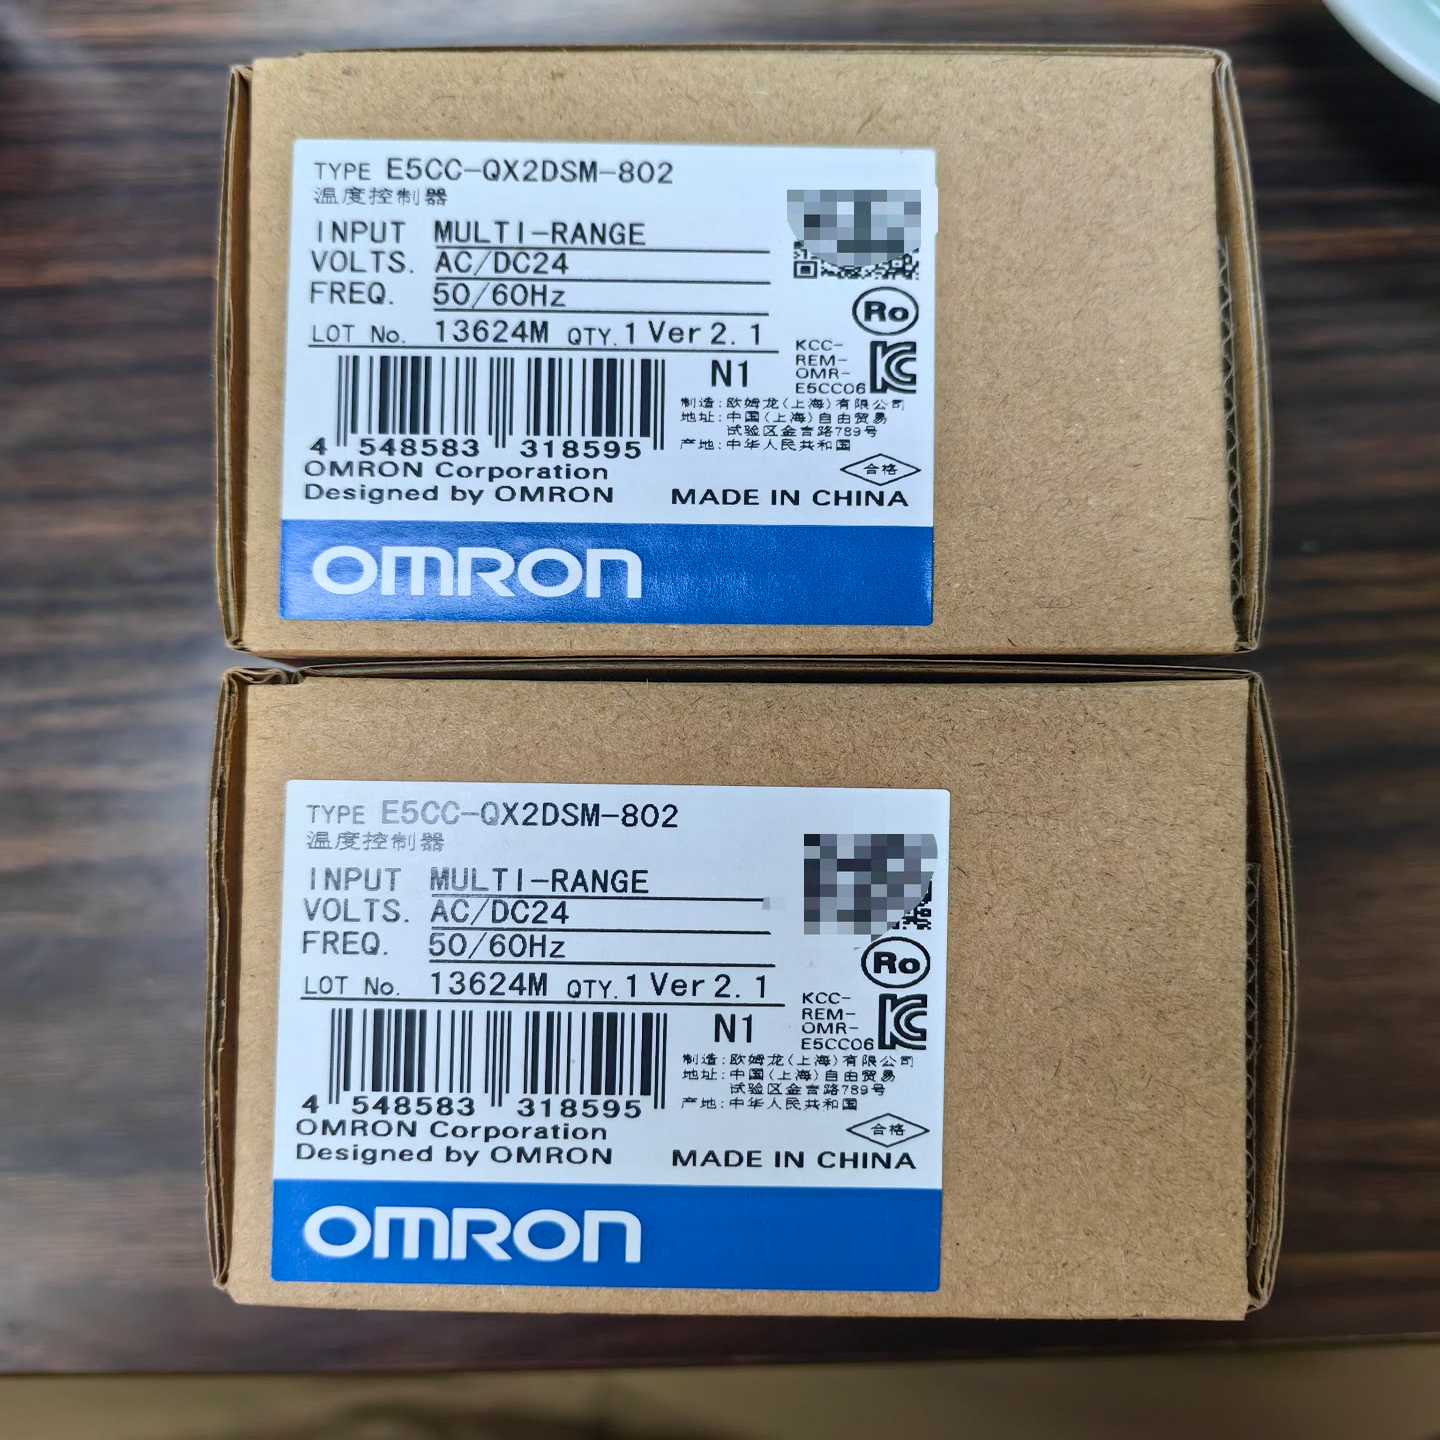 TYPE E5CC-QX2DSM-802
温度控制器
INPUT MULTI-RANGE
VOLTS. AC/DC24
FREQ. 50/60Hz
LOT No. 13624M QTY.1 Ver 2.1
Ro
KCC-
REM-
OMR-
E5CC06
N1
制造:欧姆龙(上海)有限公司
地址:中国(上海)自由贸易
试验区金吉路789号
产地:中华人民共和国
4 548583 318595
OMRON Corporation
合格
Designed by OMRON MADE IN CHINA
OMRON
TYPE E5CC-QX2DSM-802
温度控制器
INPUT MULTI-RANGE
VOLTS. AC/DC24
FREQ. 50/60Hz
LOT No. 13624M QTY.1 Ver 2.1
Ro
KCC-
REM-
OMR-
E5CC06
N1
制造:欧姆龙(上海)有限公司
地址:中国(上海)自由贸易
试验区金吉路789号
产地:中华人民共和国
4 548583 318595
OMRON Corporation
合格
Designed by OMRON MADE IN CHINA
OMRON